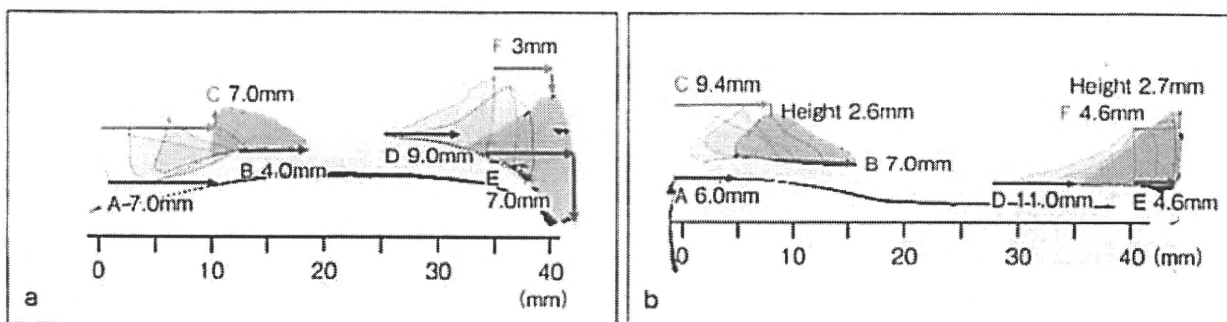 F 3mm
C 7.0mm
D 9.0mm
B 4.0mm
E
7.0mm
A-7.0mm
0 10 20 30 40
(mm)
a
C 9.4mm
Height 2.7mm
Height 2.6mm
F 4.6mm
B 7.0mm
A 6.0mm
D-11.0mm
E 4.6mm
0 10 20 30 40 (mm)
b